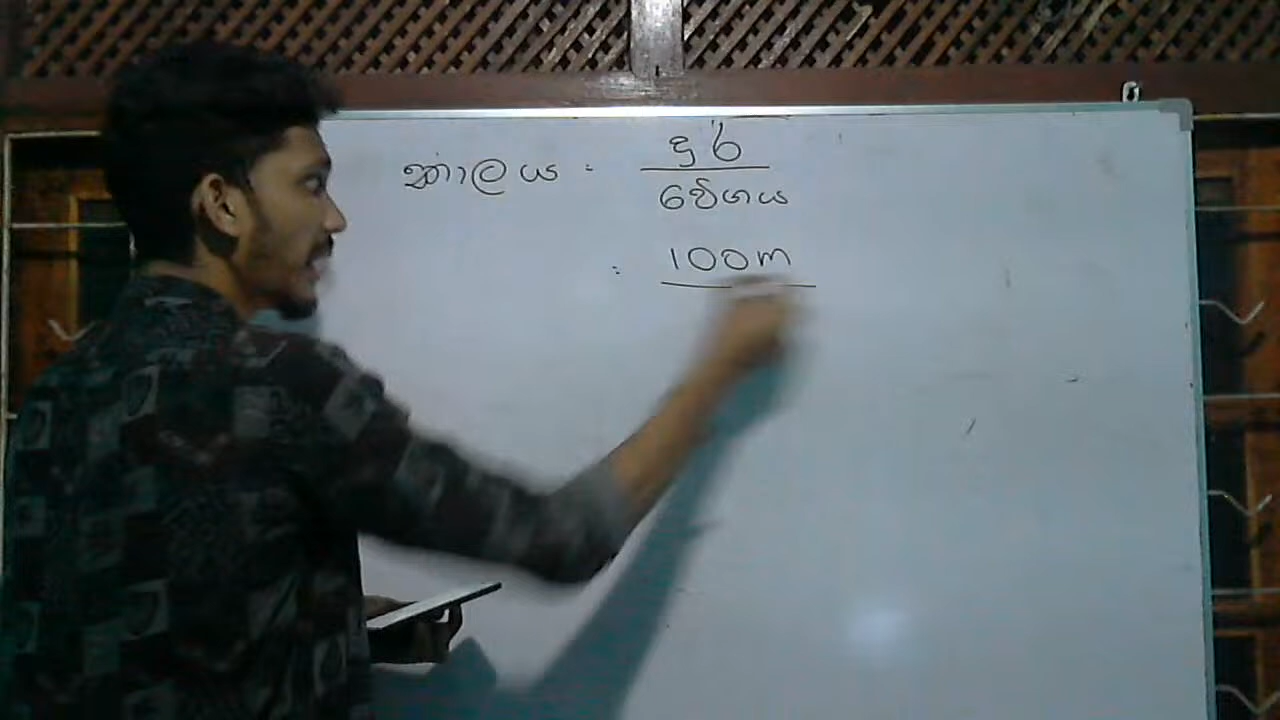 කාලය = දුර / වේගය
= 100m